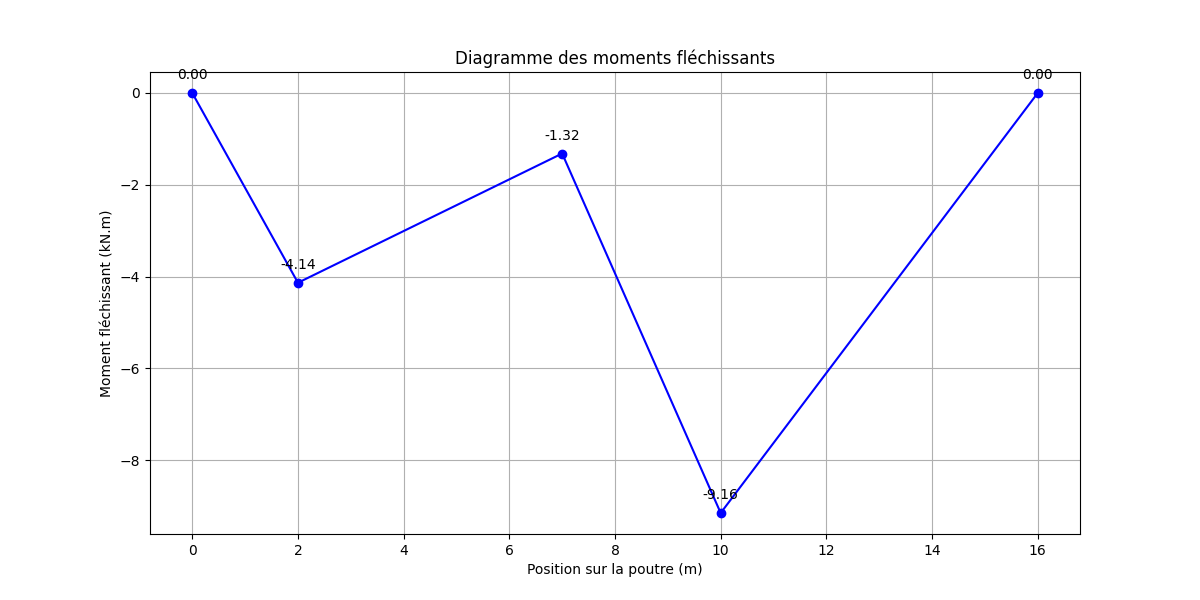 Diagramme des moments fléchissants
0.00
0.00
0
-1.32
−2
-4.14
−4
Moment fléchissant (kN.m)
−6
−8
-9.16
0 2 4 6 8 10 12 14 16
Position sur la poutre (m)